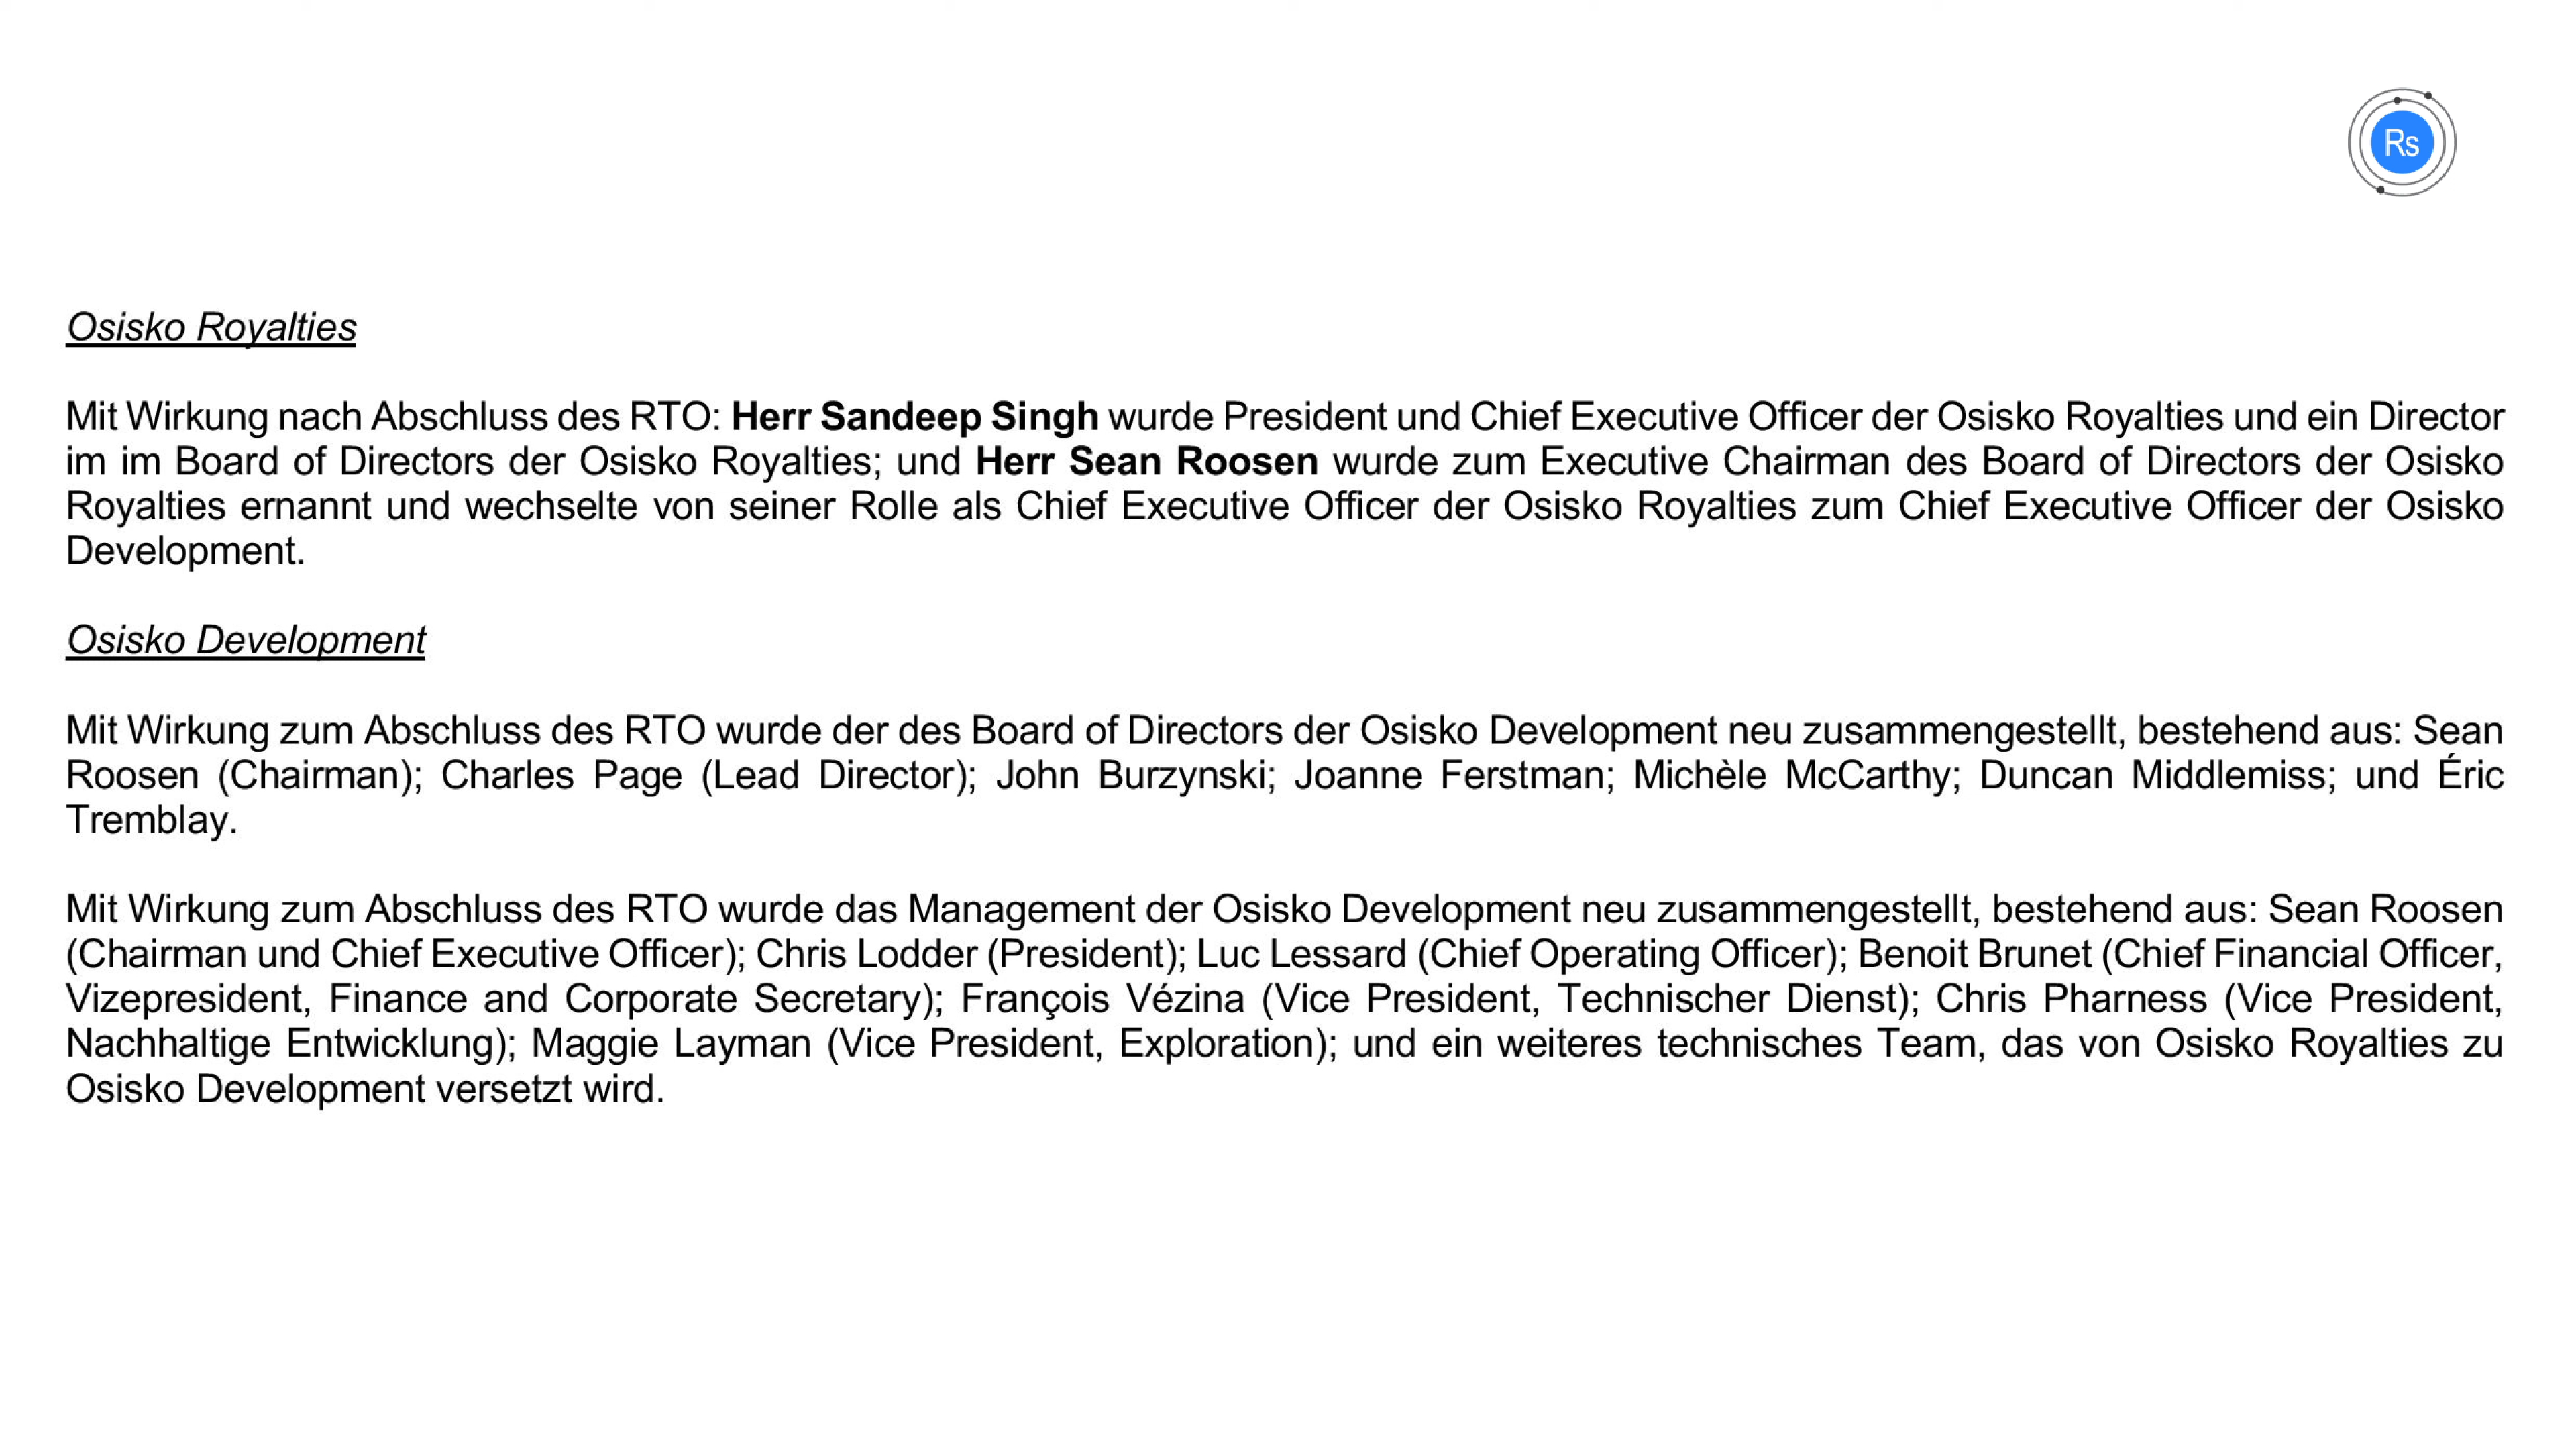 Rs
Osisko Royalties
Mit Wirkung nach Abschluss des RTO: Herr Sandeep Singh wurde President und Chief Executive Officer der Osisko Royalties und ein Director
im im Board of Directors der Osisko Royalties; und Herr Sean Roosen wurde zum Executive Chairman des Board of Directors der Osisko
Royalties ernannt und wechselte von seiner Rolle als Chief Executive Officer der Osisko Royalties zum Chief Executive Officer der Osisko
Development.
Osisko Development
Mit Wirkung zum Abschluss des RTO wurde der des Board of Directors der Osisko Development neu zusammengestellt, bestehend aus: Sean
Roosen (Chairman); Charles Page (Lead Director); John Burzynski; Joanne Ferstman; Michèle McCarthy; Duncan Middlemiss; und Éric
Tremblay.
Mit Wirkung zum Abschluss des RTO wurde das Management der Osisko Development neu zusammengestellt, bestehend aus: Sean Roosen
(Chairman und Chief Executive Officer); Chris Lodder (President); Luc Lessard (Chief Operating Officer); Benoit Brunet (Chief Financial Officer,
Vizepresident, Finance and Corporate Secretary); François Vézina (Vice President, Technischer Dienst); Chris Pharness (Vice President,
Nachhaltige Entwicklung); Maggie Layman (Vice President, Exploration); und ein weiteres technisches Team, das von Osisko Royalties zu
Osisko Development versetzt wird.